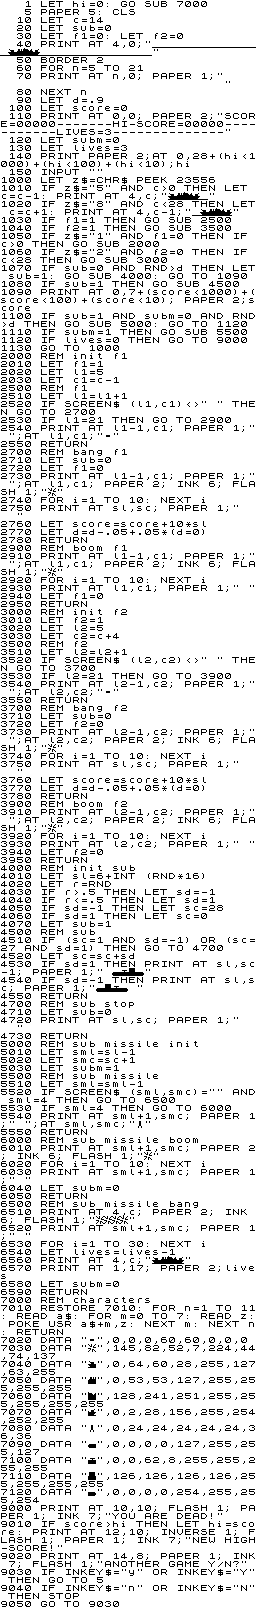 1 LET hi=0: GO SUB 7000
5 PAPER 5: CLS
10 LET c=14
20 LET sub=0
30 LET f1=0: LET f2=0
40 PRINT AT 4,0;"
"
50 BORDER 2
60 FOR n=5 TO 21
70 PRINT AT n,0; PAPER 1;"
"
80 NEXT n
90 LET d=.9
100 LET score=0
110 PRINT AT 0,0; PAPER 2;"SCOR
E=00000-------HI-SCORE=00000----
--------LIVES=3-----------------"
120 LET subm=0
130 LET lives=3
140 PRINT PAPER 2;AT 0,28+(hi<1
000)+(hi<100)+(hi<10);hi
150 INPUT ""
1000 LET z$=CHR$ PEEK 23556
1010 IF z$="5" AND c>0 THEN LET
c=c-1: PRINT AT 4,c;" "
1020 IF z$="8" AND c<28 THEN LET
c=c+1: PRINT AT 4,c-1;" "
1030 IF f1=1 THEN GO SUB 2500
1040 IF f2=1 THEN GO SUB 3500
1050 IF z$="1" AND f1=0 THEN IF
c>0 THEN GO SUB 2000
1060 IF z$="2" AND f2=0 THEN IF
c<28 THEN GO SUB 3000
1070 IF sub=0 AND RND>d THEN LET
sub=1: GO SUB 4000: GO TO 1090
1080 IF sub=1 THEN GO SUB 4500
1090 PRINT AT 0,7+(score<1000)+(
score<100)+(score<10); PAPER 2;s
core
1100 IF sub=1 AND subm=0 AND RND
>d THEN GO SUB 5000: GO TO 1120
1110 IF subm=1 THEN GO SUB 5500
1120 IF lives=0 THEN GO TO 9000
1130 GO TO 1000
2000 REM init f1
2010 LET f1=1
2020 LET l1=5
2030 LET c1=c-1
2500 REM f1
2510 LET l1=l1+1
2520 IF SCREEN$ (l1,c1)<>" " THE
N GO TO 2700
2530 IF l1=21 THEN GO TO 2900
2540 PRINT AT l1-1,c1; PAPER 1;"
";AT l1,c1;"-"
2550 RETURN
2700 REM bang f1
2710 LET sub=0
2720 LET f1=0
2730 PRINT AT l1-1,c1; PAPER 1;"
";AT l1,c1; PAPER 2; INK 6; FLA
SH 1;"※"
2740 FOR i=1 TO 10: NEXT i
2750 PRINT AT sl,sc; PAPER 1;"
"
2760 LET score=score+10*sl
2770 LET d=d-.05+.05*(d=0)
2780 RETURN
2900 REM boom f1
2910 PRINT AT l1-1,c1; PAPER 1;"
";AT l1,c1; PAPER 2; INK 6; FLA
SH 1;"※"
2920 FOR i=1 TO 10: NEXT i
2930 PRINT AT l1,c1; PAPER 1;" "
2940 LET f1=0
2950 RETURN
3000 REM init f2
3010 LET f2=1
3020 LET l2=5
3030 LET c2=c+4
3500 REM f2
3510 LET l2=l2+1
3520 IF SCREEN$ (l2,c2)<>" " THE
N GO TO 3700
3530 IF l2=21 THEN GO TO 3900
3540 PRINT AT l2-1,c2; PAPER 1;"
";AT l2,c2;"-"
3550 RETURN
3700 REM bang f2
3710 LET sub=0
3720 LET f2=0
3730 PRINT AT l2-1,c2; PAPER 1;"
";AT l2,c2; PAPER 2; INK 6; FLA
SH 1;"※"
3740 FOR i=1 TO 10: NEXT i
3750 PRINT AT sl,sc; PAPER 1;"
"
3760 LET score=score+10*sl
3770 LET d=d-.05+.05*(d=0)
3780 RETURN
3900 REM boom f2
3910 PRINT AT l2-1,c2; PAPER 1;"
";AT l2,c2; PAPER 2; INK 6; FLA
SH 1;"※"
3920 FOR i=1 TO 10: NEXT i
3930 PRINT AT l2,c2; PAPER 1;" "
3940 LET f2=0
3950 RETURN
4000 REM init sub
4010 LET sl=6+INT (RND*16)
4020 LET r=RND
4030 IF r>.5 THEN LET sd=-1
4040 IF r<=.5 THEN LET sd=1
4050 IF sd=-1 THEN LET sc=28
4060 IF sd=1 THEN LET sc=0
4070 LET sub=1
4500 REM sub
4510 IF (sc=1 AND sd=-1) OR (sc=
27 AND sd=1) THEN GO TO 4700
4520 LET sc=sc+sd
4530 IF sd=1 THEN PRINT AT sl,sc
-1; PAPER 1;" "
4540 IF sd=-1 THEN PRINT AT sl,s
c; PAPER 1;" "
4550 RETURN
4700 REM sub stop
4710 LET sub=0
4720 PRINT AT sl,sc; PAPER 1;"
"
4730 RETURN
5000 REM sub missile init
5010 LET sml=sl-1
5020 LET smc=sc+1
5030 LET subm=1
5500 REM sub missile
5510 LET sml=sml-1
5520 IF SCREEN$ (sml,smc)="" AND
sml=4 THEN GO TO 6500
5530 IF sml=4 THEN GO TO 6000
5540 PRINT AT sml+1,smc; PAPER 1
;" ";AT sml,smc;" "
5550 RETURN
6000 REM sub missile boom
6010 PRINT AT sml+1,smc; PAPER 2
; INK 6; FLASH 1;"※"
6020 FOR i=1 TO 10: NEXT i
6030 PRINT AT sml+1,smc; PAPER 1
;" "
6040 LET subm=0
6050 RETURN
6500 REM sub missile bang
6510 PRINT AT 4,c; PAPER 2; INK
6; FLASH 1;"※※※※"
6520 PRINT AT sml+1,smc; PAPER 1
;" "
6530 FOR i=1 TO 30: NEXT i
6540 LET lives=lives-1
6560 PRINT AT 4,c;" "
6570 PRINT AT 1,17; PAPER 2;live
s
6580 LET subm=0
6590 RETURN
7000 REM characters
7010 RESTORE 7010: FOR n=1 TO 11
: READ a$: FOR m=0 TO 7: READ z:
POKE USR a$+m,z: NEXT m: NEXT n
: RETURN
7020 DATA "-",0,0,0,60,60,0,0,0
7030 DATA "※",145,82,52,7,224,44
,74,137
7040 DATA " ",0,64,60,28,255,127
,63,255
7050 DATA " ",0,53,53,127,255,25
5,255,255
7060 DATA " ",128,241,251,255,25
5,255,255,255
7070 DATA " ",0,2,28,156,255,254
,252,255
7080 DATA " ",0,24,24,24,24,24,3
6,36
7090 DATA " ",0,0,0,0,127,255,25
5,127
7100 DATA " ",0,0,62,8,255,255,2
55,255
7110 DATA " ",126,126,126,126,25
5,255,255,255
7120 DATA " ",0,0,0,0,254,255,25
5,254
9000 PRINT AT 10,10; FLASH 1; PA
PER 1; INK 7;"YOU ARE DEAD!"
9010 IF score>hi THEN LET hi=sco
re: PRINT AT 12,10; INVERSE 1; F
LASH 1; PAPER 1; INK 7;"NEW HIGH
-SCORE!"
9020 PRINT AT 14,8; PAPER 1; INK
7; FLASH 1;"ANOTHER GAME Y/N?"
9030 IF INKEY$="y" OR INKEY$="Y"
THEN GO TO 5
9040 IF INKEY$="n" OR INKEY$="N"
THEN STOP
9050 GO TO 9030